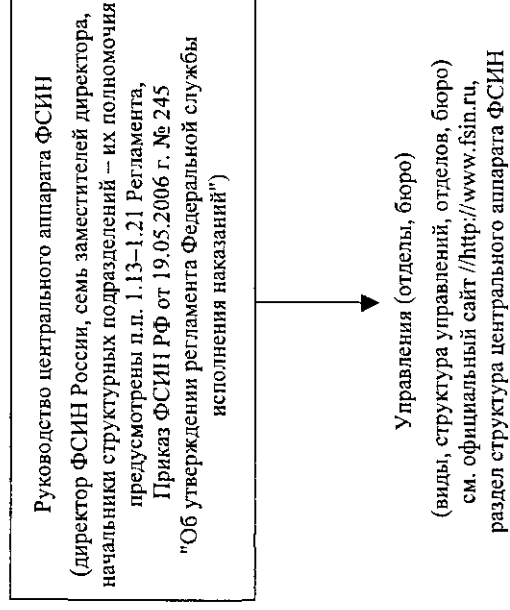 Руководство центрального аппарата ФСИН
(директор ФСИН России, семь заместителей директора,
начальники структурных подразделений – их полномочия
предусмотрены п.п. 1.13–1.21 Регламента,
Приказ ФСИН РФ от 19.05.2006 г. № 245
"Об утверждении регламента Федеральной службы
исполнения наказаний")
Управления (отделы, бюро)
(виды, структура управлений, отделов, бюро)
см. официальный сайт //http://www.fsin.ru,
раздел структура центрального аппарата ФСИН